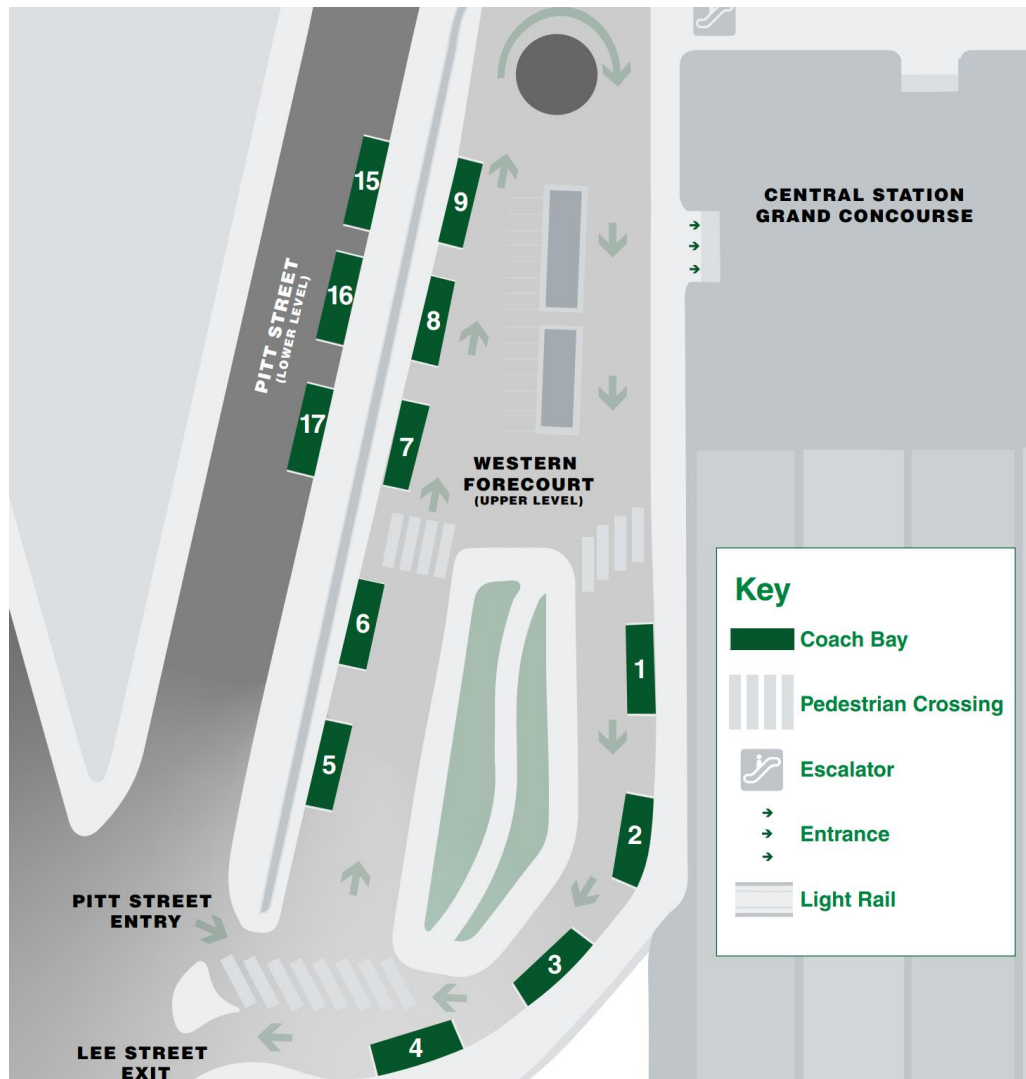 CENTRAL STATION
GRAND CONCOURSE
15
9
16
8
PITT STREET
(LOWER LEVEL)
17
7
WESTERN
FORECOURT
(UPPER LEVEL)
6
1
5
2
3
4
PITT STREET
ENTRY
LEE STREET
EXIT
Key
Coach Bay
Pedestrian Crossing
Escalator
Entrance
Light Rail